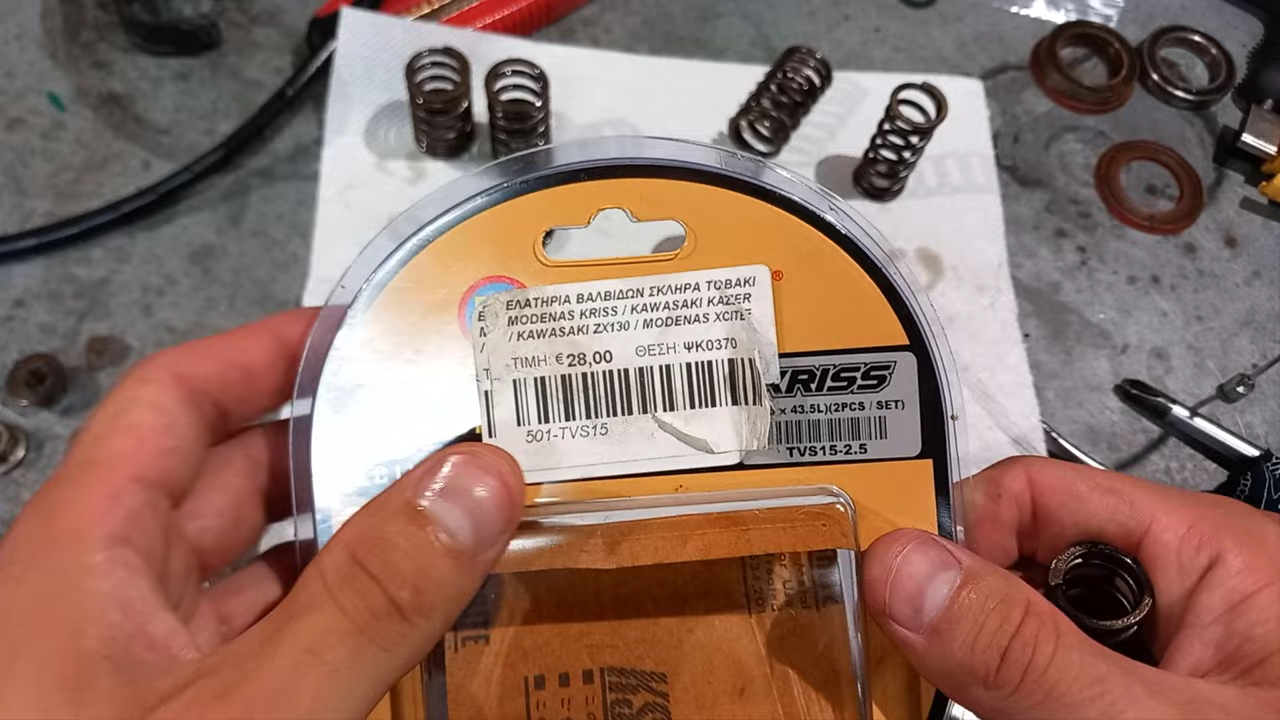 ΕΛΑΤΗΡΙΑ ΒΑΛΒΙΔΩΝ ΣΚΛΗΡΑ TOBAKI
MODENAS KRISS / KAWASAKI KAZER
/ KAWASAKI ZX130 / MODENAS XCITE
ΤΙΜΗ: € 28,00 ΘΕΣΗ: ΨΚ0370
501-TVS15
®
KRISS
x 43.5L)(2PCS / SET)
TVS15-2.5